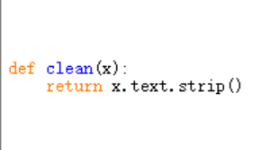 def clean(x):
    return x.text.strip()